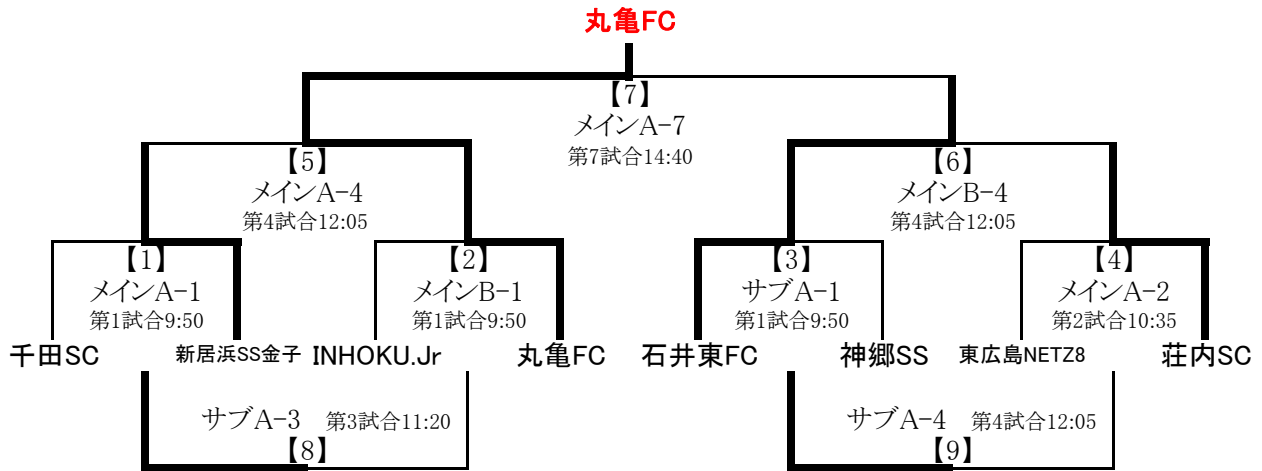 丸亀FC
【7】
メインA-7
第7試合14:40
【5】
メインA-4
第4試合12:05
【6】
メインB-4
第4試合12:05
【1】
メインA-1
第1試合9:50
【2】
メインB-1
第1試合9:50
【3】
サブA-1
第1試合9:50
【4】
メインA-2
第2試合10:35
千田SC 新居浜SS金子 INHOKU.Jr 丸亀FC 石井東FC 神郷SS 東広島NETZ8 荘内SC
サブA-3 第3試合11:20
【8】
サブA-4 第4試合12:05
【9】